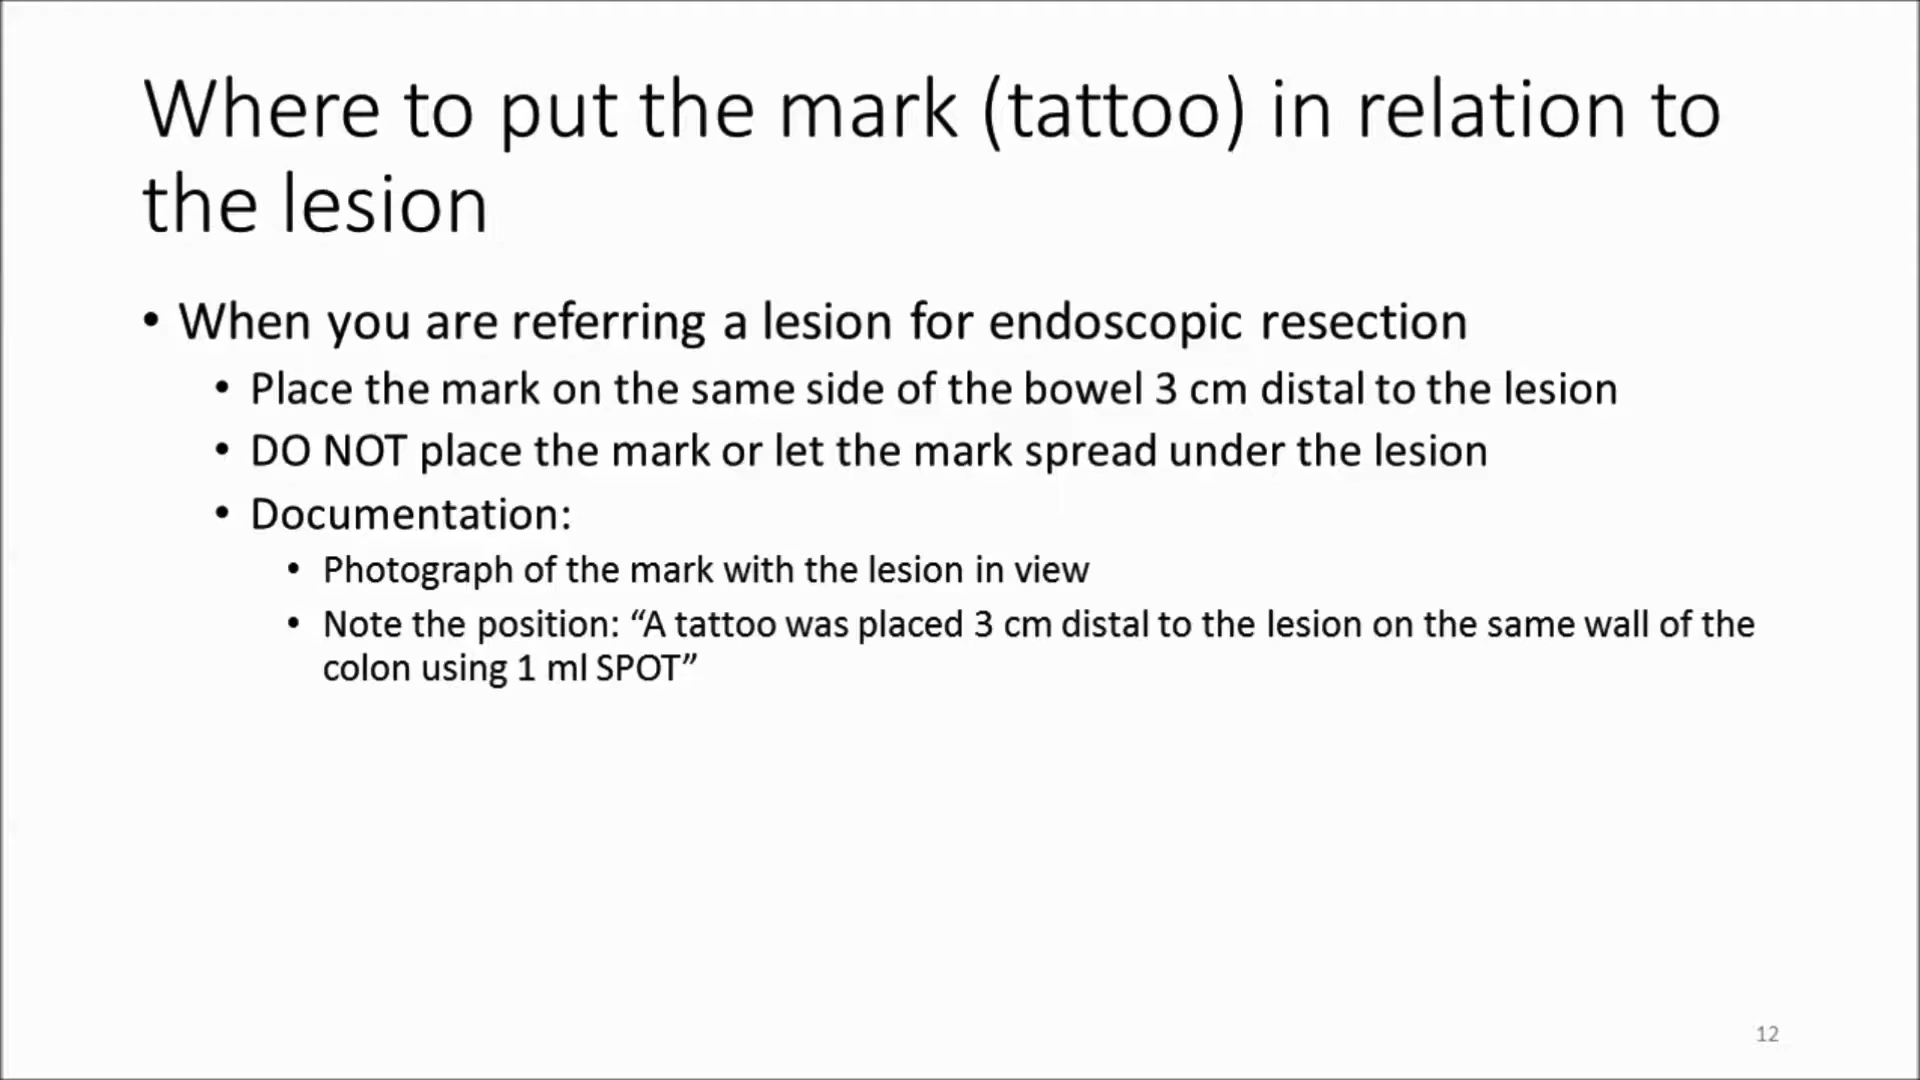 Where to put the mark (tattoo) in relation to
the lesion
• When you are referring a lesion for endoscopic resection
• Place the mark on the same side of the bowel 3 cm distal to the lesion
• DO NOT place the mark or let the mark spread under the lesion
• Documentation:
• Photograph of the mark with the lesion in view
• Note the position: “A tattoo was placed 3 cm distal to the lesion on the same wall of the
colon using 1 ml SPOT”
12